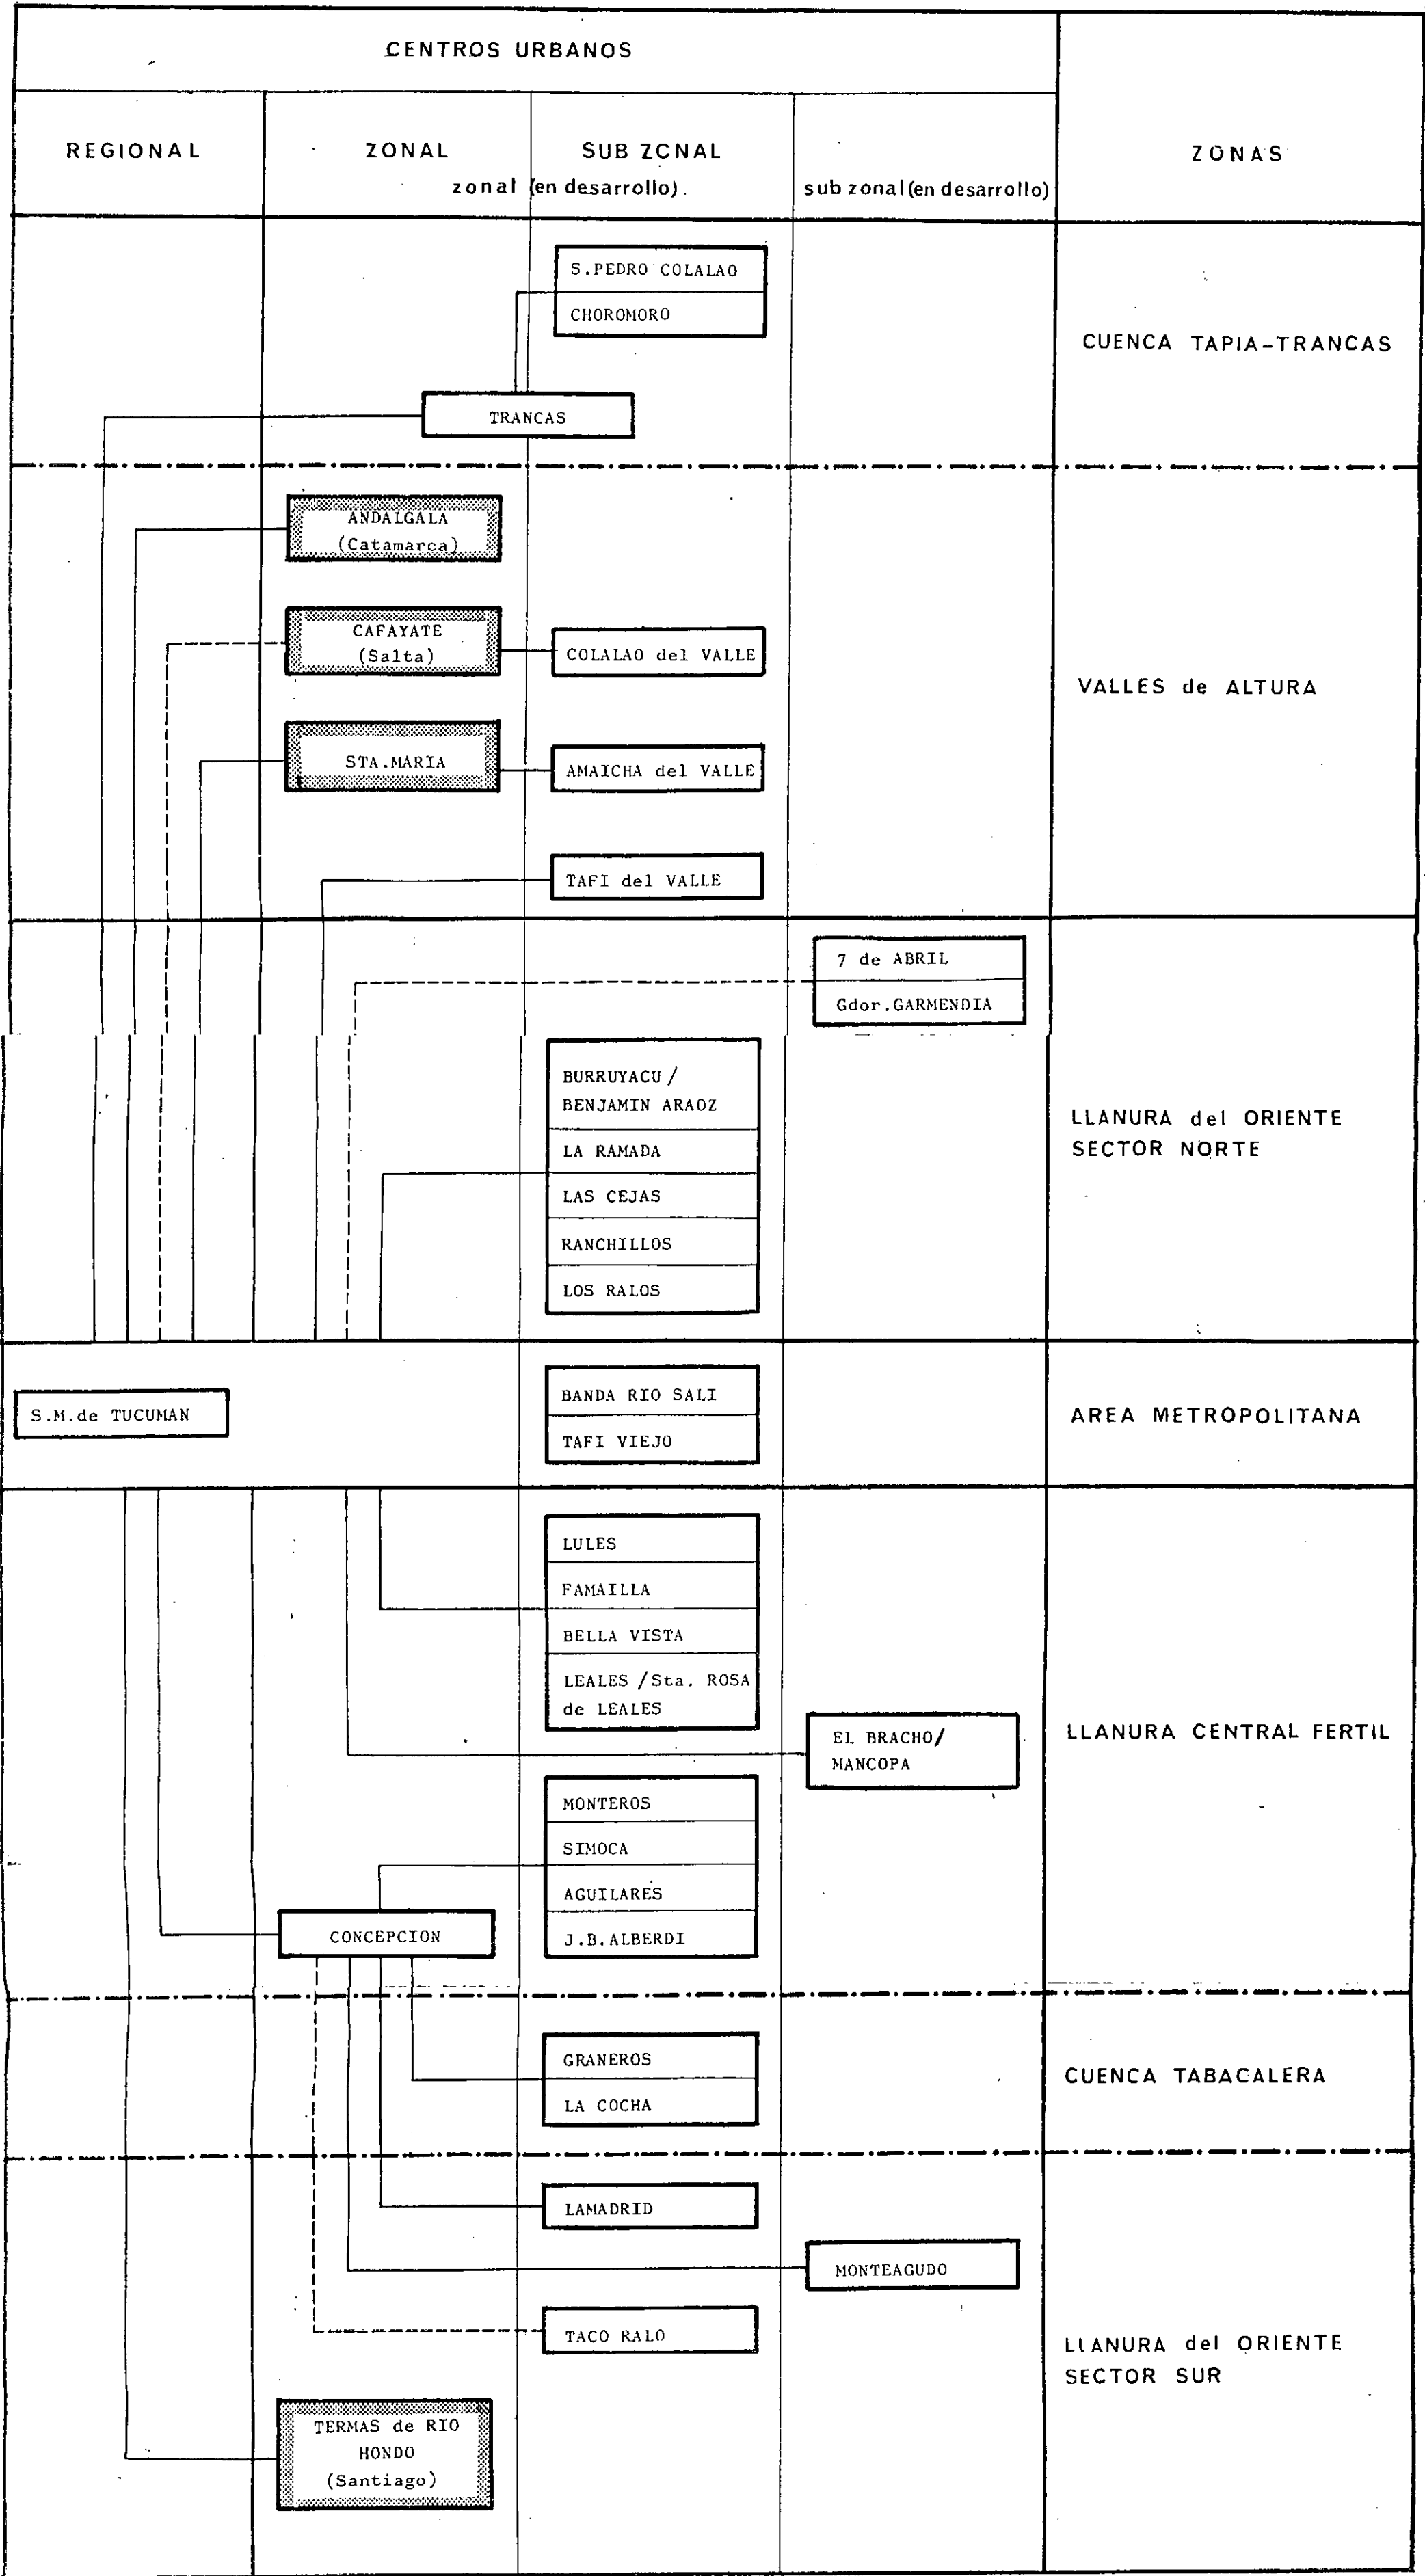 CENTROS URBANOS
REGIONAL
ZONAL
SUB ZONAL
ZONAS
zonal (en desarrollo).
sub zonal (en desarrollo)
S.PEDRO COLALAO
CHOROMORO
CUENCA TAPIA-TRANCAS
TRANCAS
ANDALGALA
(Catamarca)
CAFAYATE
(Salta)
COLALAO del VALLE
VALLES de ALTURA
STA.MARIA
AMAICHA del VALLE
TAFI del VALLE
7 de ABRIL
Gdor.GARMENDIA
BURRUYACU /
BENJAMIN ARAOZ
LA RAMADA
LAS CEJAS
RANCHILLOS
LOS RALOS
LLANURA del ORIENTE
SECTOR NORTE
S.M.de TUCUMAN
BANDA RIO SALI
TAFI VIEJO
AREA METROPOLITANA
LULES
FAMAILLA
BELLA VISTA
LEALES /Sta. ROSA
de LEALES
EL BRACHO/
MANCOPA
LLANURA CENTRAL FERTIL
MONTEROS
SIMOCA
AGUILARES
J.B.ALBERDI
CONCEPCION
GRANEROS
LA COCHA
CUENCA TABACALERA
LAMADRID
MONTEAGUDO
TACO RALO
LLANURA del ORIENTE
SECTOR SUR
TERMAS de RIO
HONDO
(Santiago)